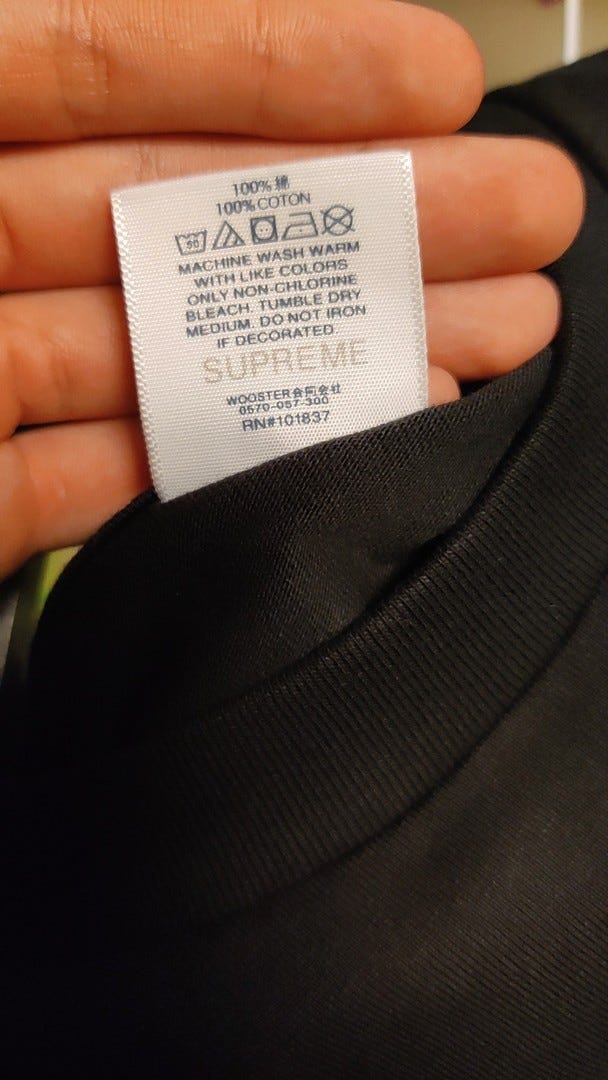 100% 綿
100% COTON
50
MACHINE WASH WARM
WITH LIKE COLORS
ONLY NON-CHLORINE
BLEACH. TUMBLE DRY
MEDIUM. DO NOT IRON
IF DECORATED.
SUPREME
WOOSTER合同会社
0570-057-300
RN#101837